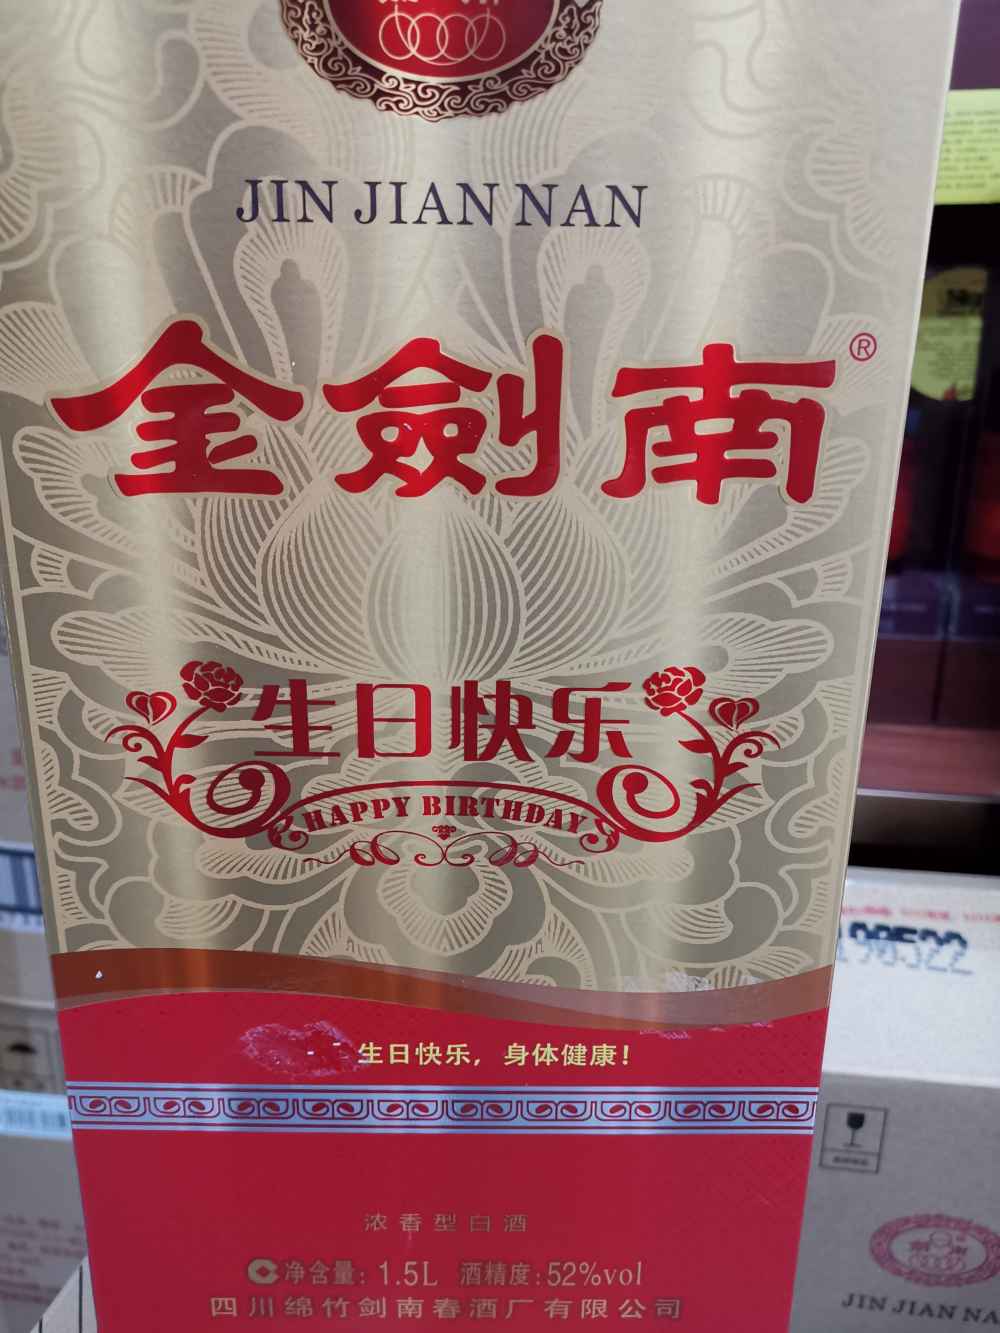 JIN JIAN NAN
金劍南®
生日快乐
HAPPY BIRTHDAY
生日快乐，身体健康！
浓香型白酒
净含量：1.5L 酒精度：52%vol
四川绵竹剑南春酒厂有限公司
190522
JIN JIAN NA